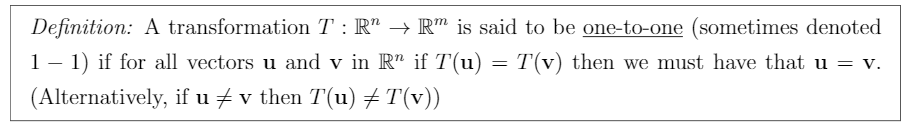 Definition: A transformation T : ℝⁿ → ℝᵐ is said to be one-to-one (sometimes denoted
1 − 1) if for all vectors u and v in ℝⁿ if T(u) = T(v) then we must have that u = v.
(Alternatively, if u ≠ v then T(u) ≠ T(v))